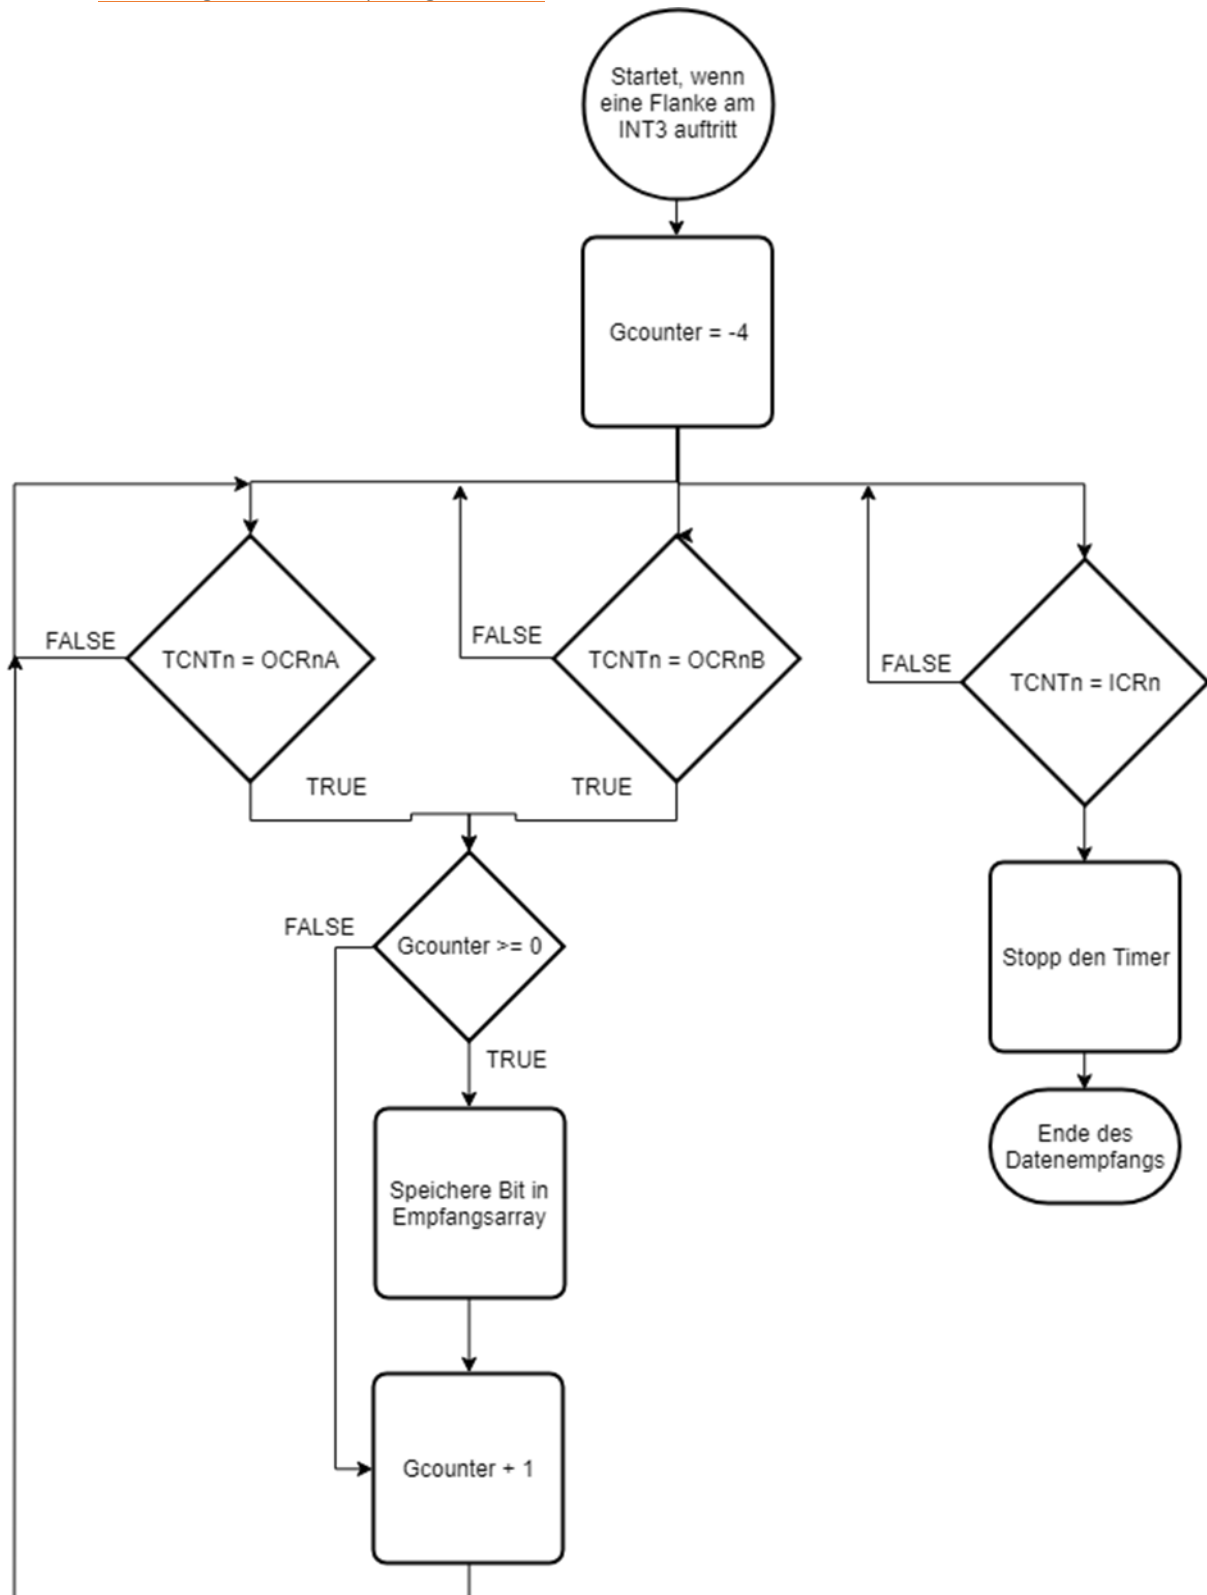 Startet, wenn
eine Flanke am
INT3 auftritt
Gcounter = -4
FALSE
TCNTn = OCRnA
FALSE
TCNTn = OCRnB
FALSE
TCNTn = ICRn
TRUE
TRUE
FALSE
Gcounter >= 0
Stopp den Timer
TRUE
Ende des
Datenempfangs
Speichere Bit in
Empfangsarray
Gcounter + 1